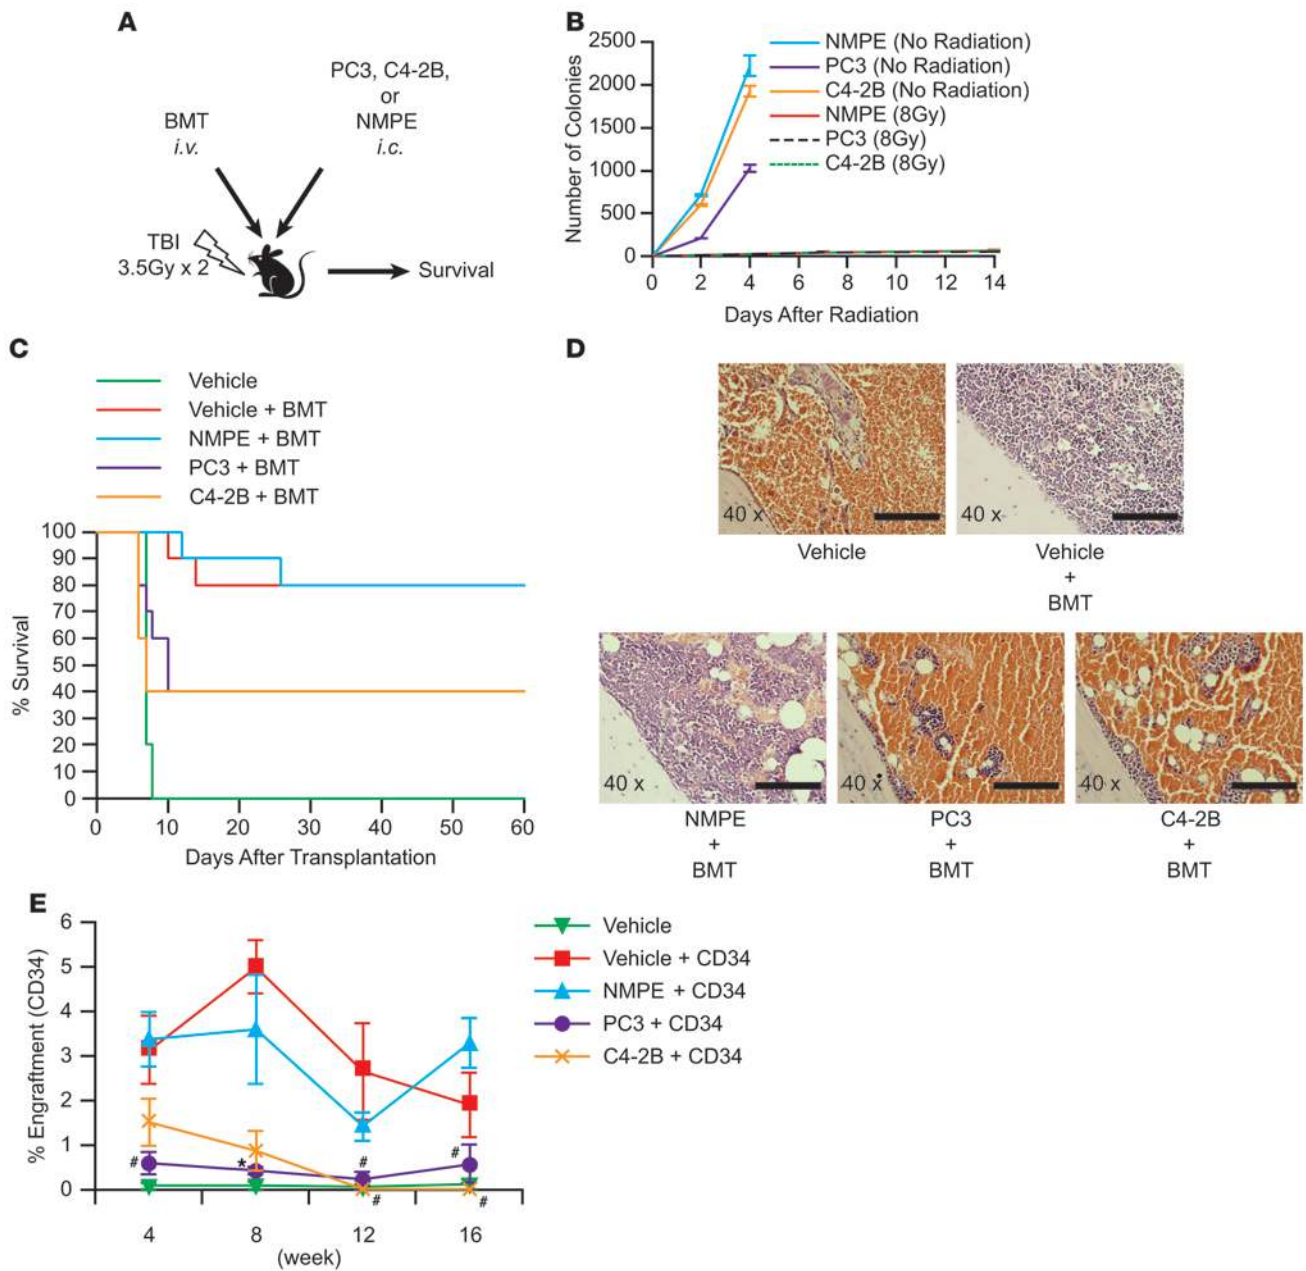 A
PC3, C4-2B,
or
NMPE
i.c.
BMT
i.v.
TBI
3.5Gy x 2
Survival
B
Number of Colonies
2500
2000
1500
1000
500
0
0 2 4 6 8 10 12 14
Days After Radiation
NMPE (No Radiation)
PC3 (No Radiation)
C4-2B (No Radiation)
NMPE (8Gy)
PC3 (8Gy)
C4-2B (8Gy)
C
Vehicle
Vehicle + BMT
NMPE + BMT
PC3 + BMT
C4-2B + BMT
% Survival
100
90
80
70
60
50
40
30
20
10
0
0 10 20 30 40 50 60
Days After Transplantation
D
40 x
Vehicle
40 x
Vehicle
+
BMT
40 x
NMPE
+
BMT
40 x
PC3
+
BMT
40 x
C4-2B
+
BMT
E
% Engraftment (CD34)
6
5
4
3
2
1
0
# * # #
# #
4 8 12 16
(week)
Vehicle
Vehicle + CD34
NMPE + CD34
PC3 + CD34
C4-2B + CD34